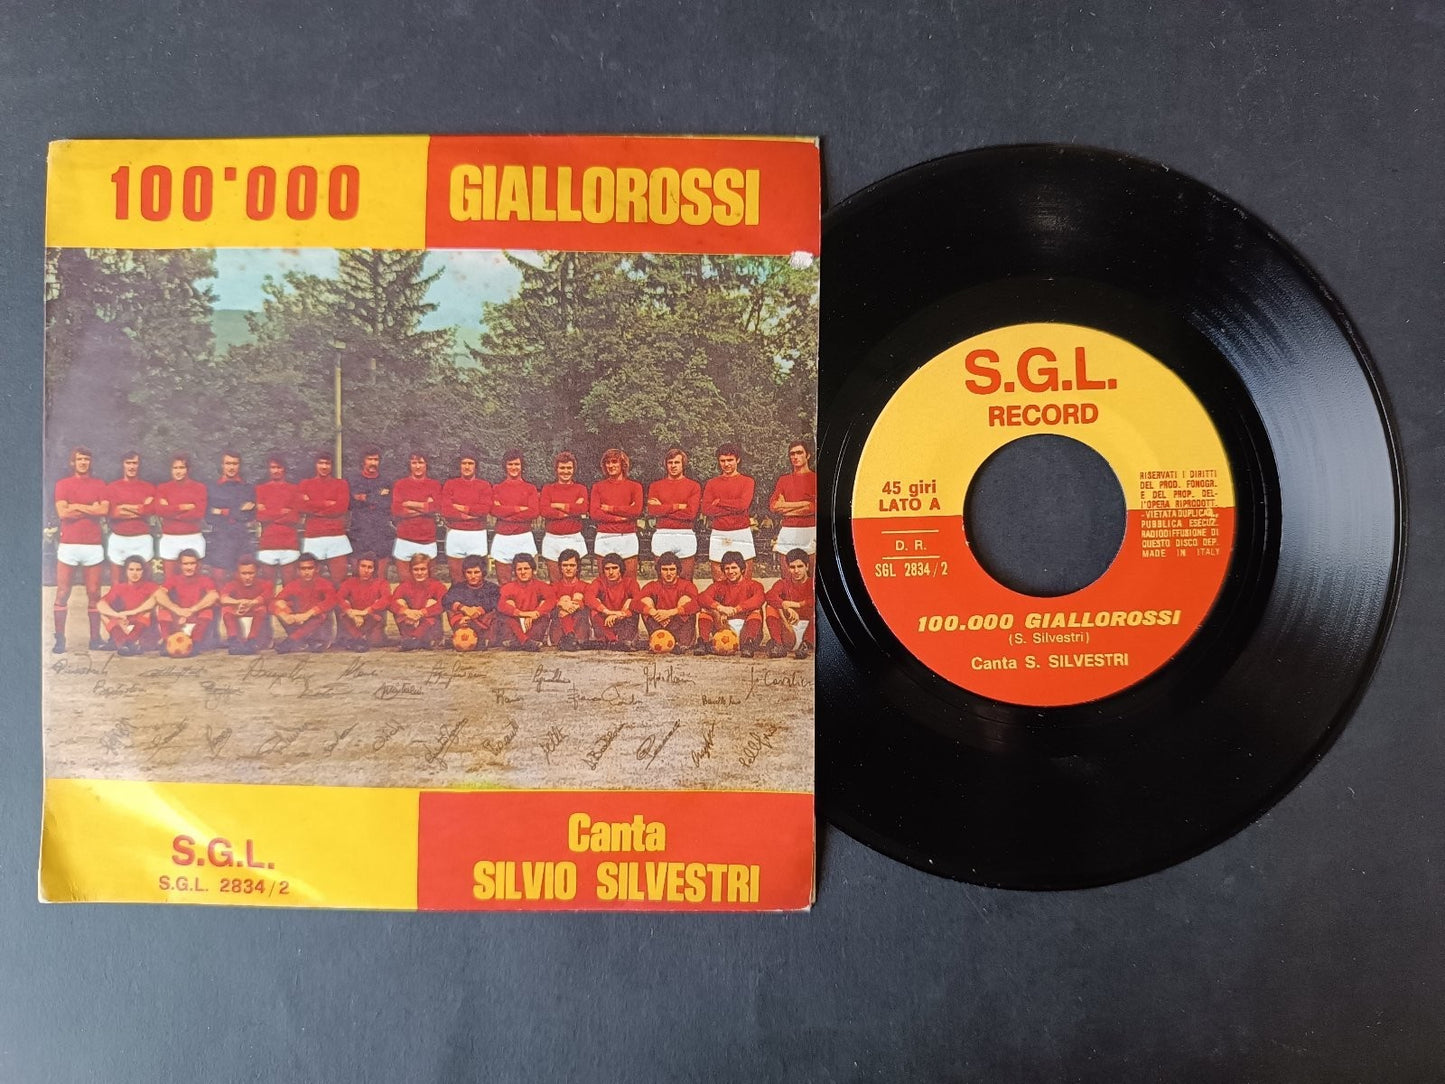 100'000 GIALLOROSSI
S.G.L.
S.G.L. 2834/2
Canta
SILVIO SILVESTRI
S.G.L.
RECORD
45 giri
LATO A
D. R.
SGL 2834/2
RISERVATI I DIRITTI
DEL PROD. FONOGR.
E DEL PROP. DEL-
L'OPERA RIPRODOTT.
-VIETATA DUPLICA.,
PUBBLICA ESECUZ.
RADIODIFFUSIONE DI
QUESTO DISCO DEP.
MADE IN ITALY
100.000 GIALLOROSSI
(S. Silvestri)
Canta S. SILVESTRI